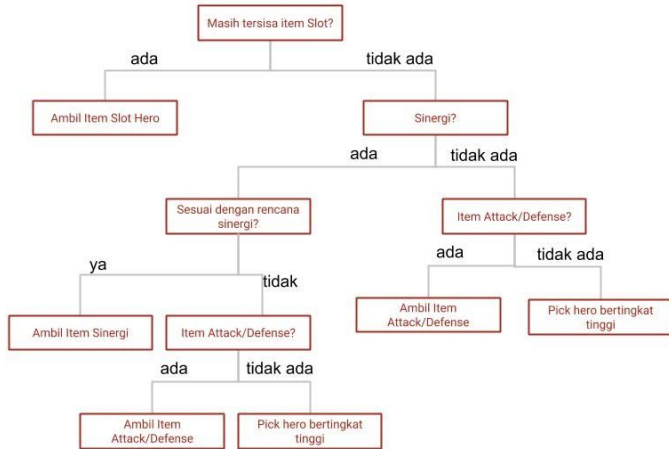 Masih tersisa item Slot?
ada
tidak ada
Ambil Item Slot Hero
Sinergi?
ada
tidak ada
Sesuai dengan rencana
sinergi?
Item Attack/Defense?
ya
tidak
ada
tidak ada
Ambil Item Sinergi
Item Attack/Defense?
Ambil Item
Attack/Defense
Pick hero bertingkat
tinggi
ada
tidak ada
Ambil Item
Attack/Defense
Pick hero bertingkat
tinggi